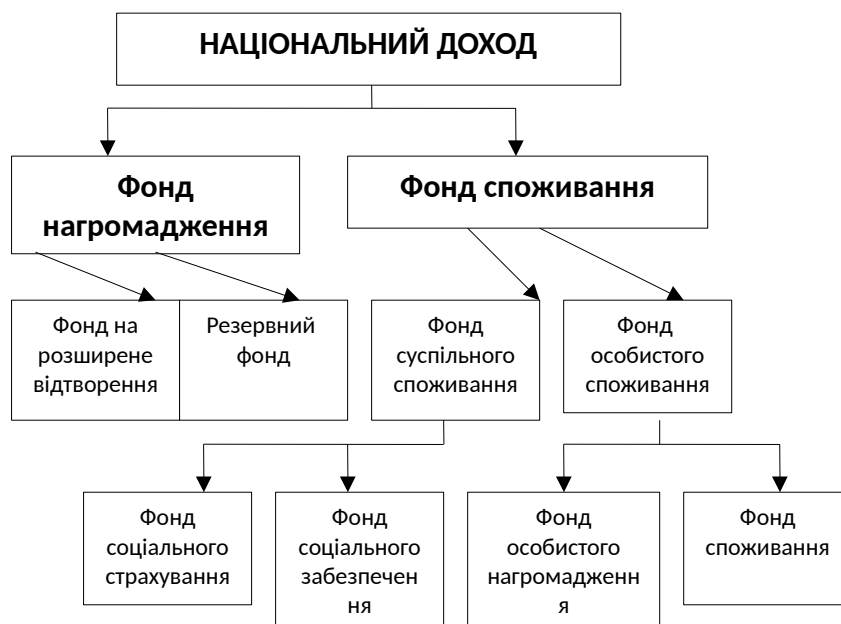 НАЦІОНАЛЬНИЙ ДОХОД
Фонд
нагромадження
Фонд споживання
Фонд на
розширене
відтворення
Резервний
фонд
Фонд
суспільного
споживання
Фонд
особистого
споживання
Фонд
соціального
страхування
Фонд
соціального
забезпечен
ня
Фонд
особистого
нагромадженн
я
Фонд
споживання